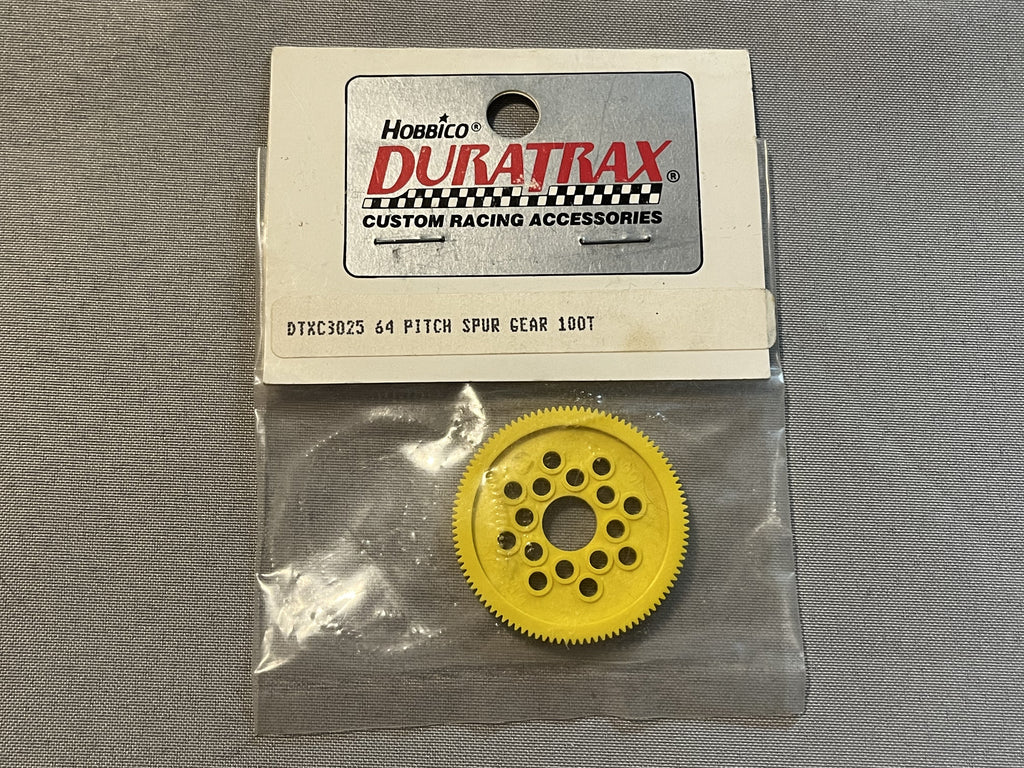 HOBBICO®
DURATRAX®
CUSTOM RACING ACCESSORIES
DTXC3025 64 PITCH SPUR GEAR 100T